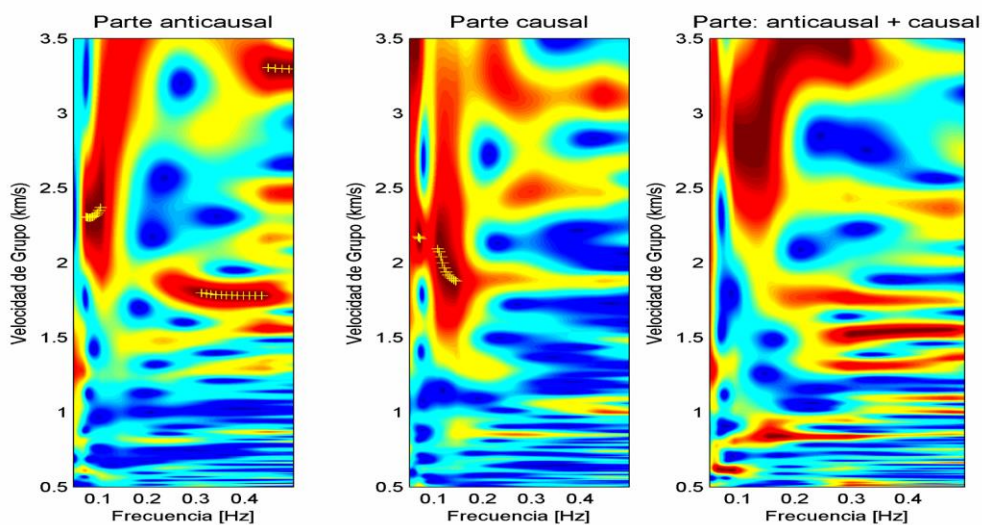 Parte anticausal
Parte causal
Parte: anticausal + causal
Velocidad de Grupo (km/s)
3.5
3
2.5
2
1.5
1
0.5
0.1 0.2 0.3 0.4
Frecuencia [Hz]
Velocidad de Grupo (km/s)
3.5
3
2.5
2
1.5
1
0.5
0.1 0.2 0.3 0.4
Frecuencia [Hz]
Velocidad de Grupo (km/s)
3.5
3
2.5
2
1.5
1
0.5
0.1 0.2 0.3 0.4
Frecuencia [Hz]